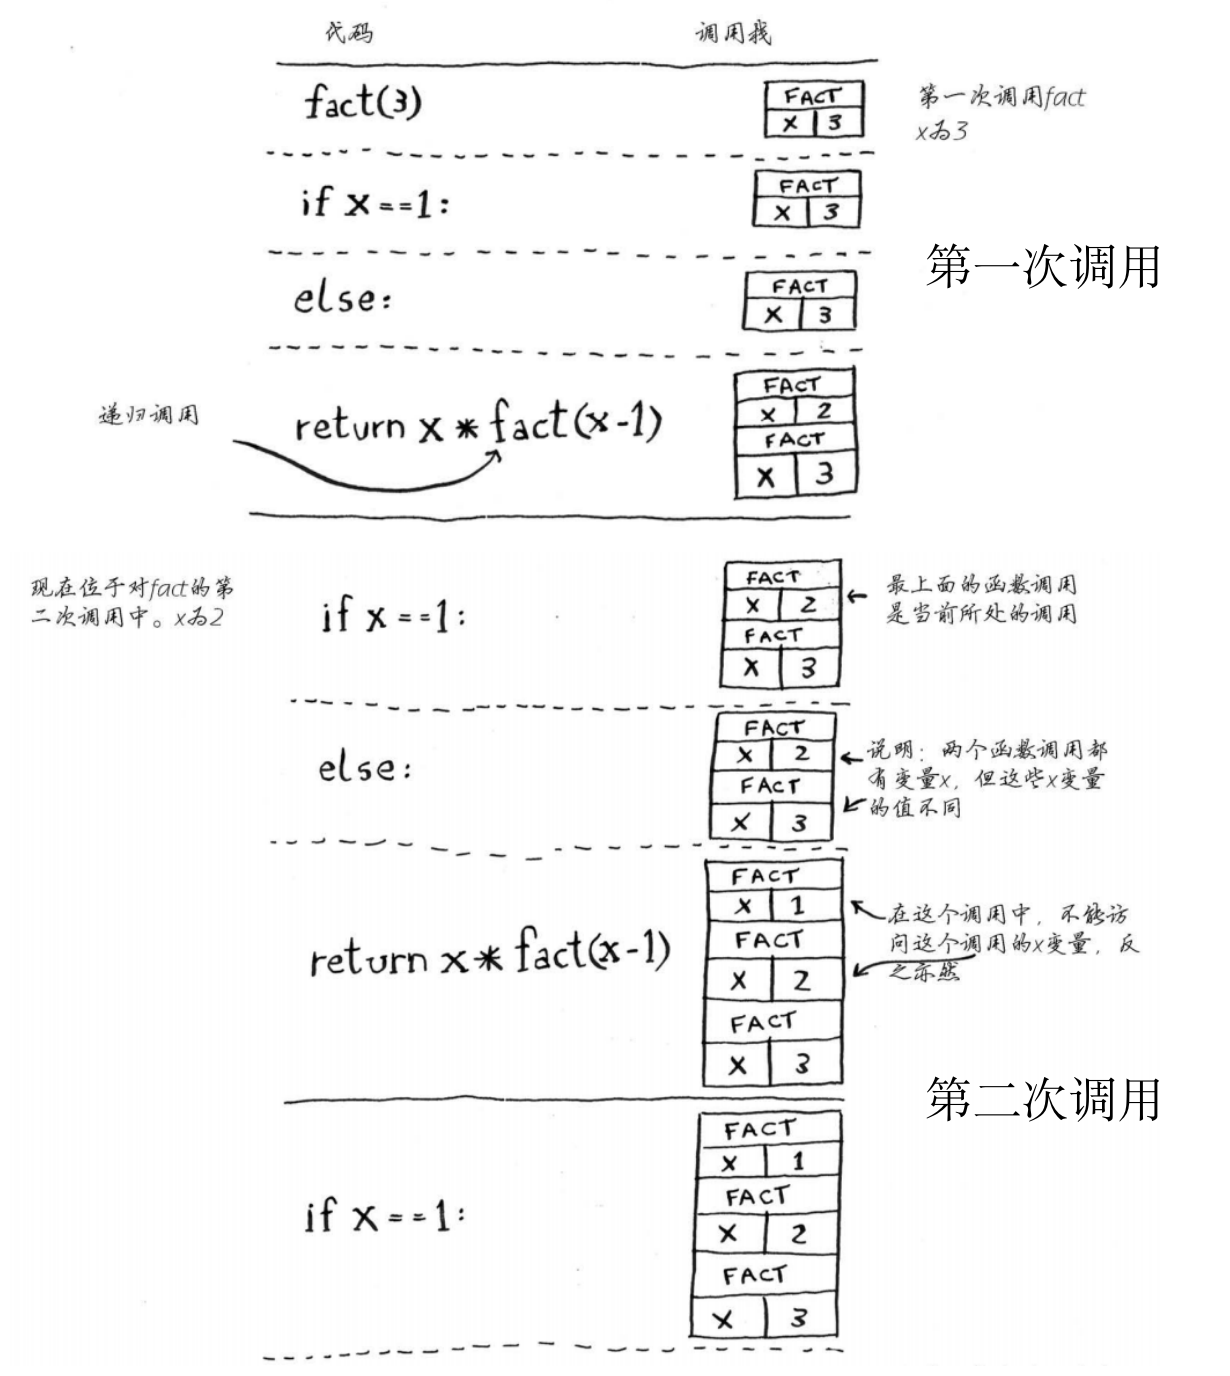 代码
调用栈
fact(3)
FACT
X 3
第一次调用fact
x为3
if x==1:
FACT
X 3
第一次调用
else:
FACT
X 3
递归调用
return x * fact(x-1)
FACT
X 2
FACT
X 3
现在位于对fact的第
二次调用中。x为2
if x==1:
FACT
X 2
FACT
X 3
最上面的函数调用
是当前所处的调用
else:
FACT
X 2
FACT
X 3
说明：两个函数调用都
有变量x，但这些x变量
的值不同
return x * fact(x-1)
FACT
X 1
FACT
X 2
FACT
X 3
在这个调用中，不能访
问这个调用的x变量，反
之亦然
第二次调用
if x==1:
FACT
X 1
FACT
X 2
FACT
X 3